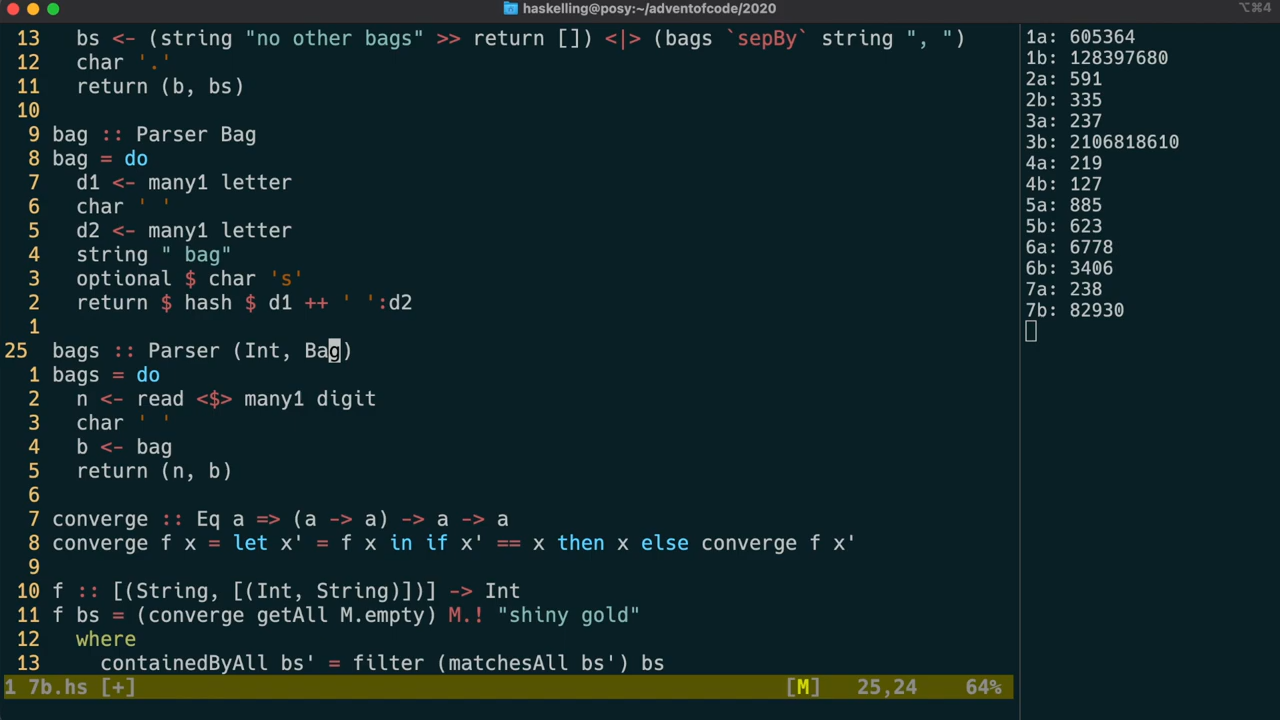 haskelling@posy:~/adventofcode/2020
⌥⌘4
13 bs <- (string "no other bags" >> return []) <|> (bags `sepBy` string ", ")
12 char '.'
11 return (b, bs)
10
9 bag :: Parser Bag
8 bag = do
7 d1 <- many1 letter
6 char ' '
5 d2 <- many1 letter
4 string " bag"
3 optional $ char 's'
2 return $ hash $ d1 ++ ' ':d2
1
25 bags :: Parser (Int, Bag)
1 bags = do
2 n <- read <$> many1 digit
3 char ' '
4 b <- bag
5 return (n, b)
6
7 converge :: Eq a => (a -> a) -> a -> a
8 converge f x = let x' = f x in if x' == x then x else converge f x'
9
10 f :: [(String, [(Int, String)])] -> Int
11 f bs = (converge getAll M.empty) M.! "shiny gold"
12 where
13 containedByAll bs' = filter (matchesAll bs') bs
1 7b.hs [+] [M] 25,24 64%
1a: 605364
1b: 128397680
2a: 591
2b: 335
3a: 237
3b: 2106818610
4a: 219
4b: 127
5a: 885
5b: 623
6a: 6778
6b: 3406
7a: 238
7b: 82930